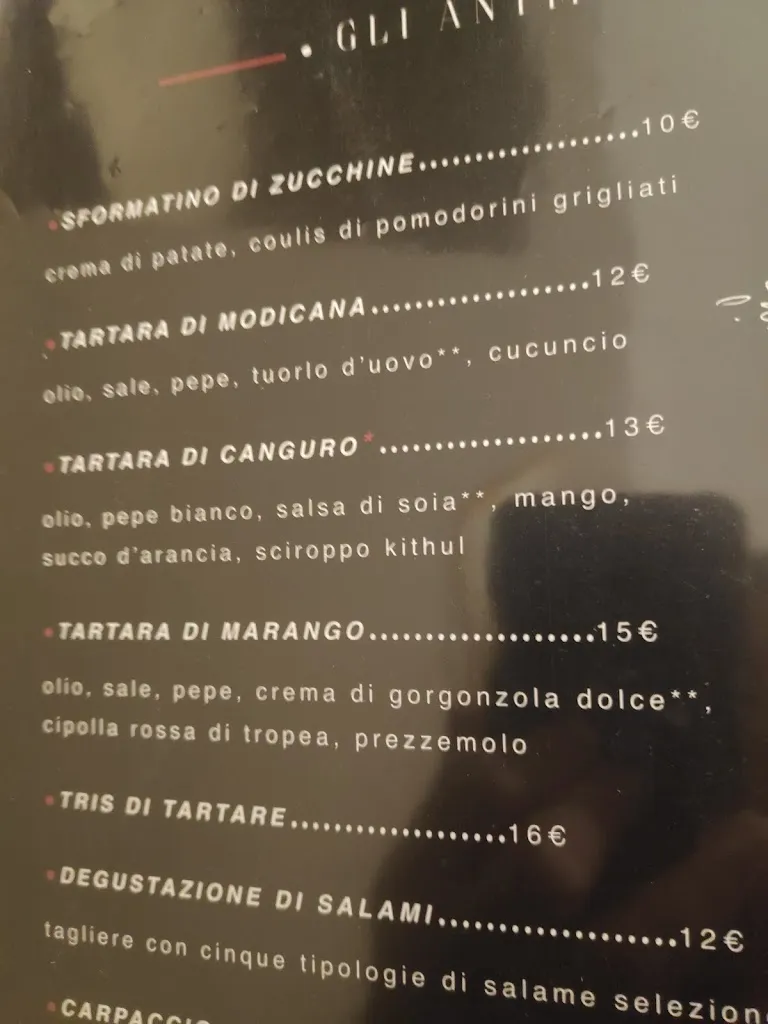 • GLI
• SFORMATINO DI ZUCCHINE....................10€
crema di patate, coulis di pomodorini grigliati
• TARTARA DI MODICANA....................12€
olio, sale, pepe, tuorlo d'uovo**, cucuncio
• TARTARA DI CANGURO*....................13€
olio, pepe bianco, salsa di soia**, mango,
succo d'arancia, sciroppo kithul
• TARTARA DI MARANGO....................15€
olio, sale, pepe, crema di gorgonzola dolce**,
cipolla rossa di tropea, prezzemolo
• TRIS DI TARTARE....................16€
• DEGUSTAZIONE DI SALAMI....................12€
tagliere con cinque tipologie di salame selezion
• CARPACCIO